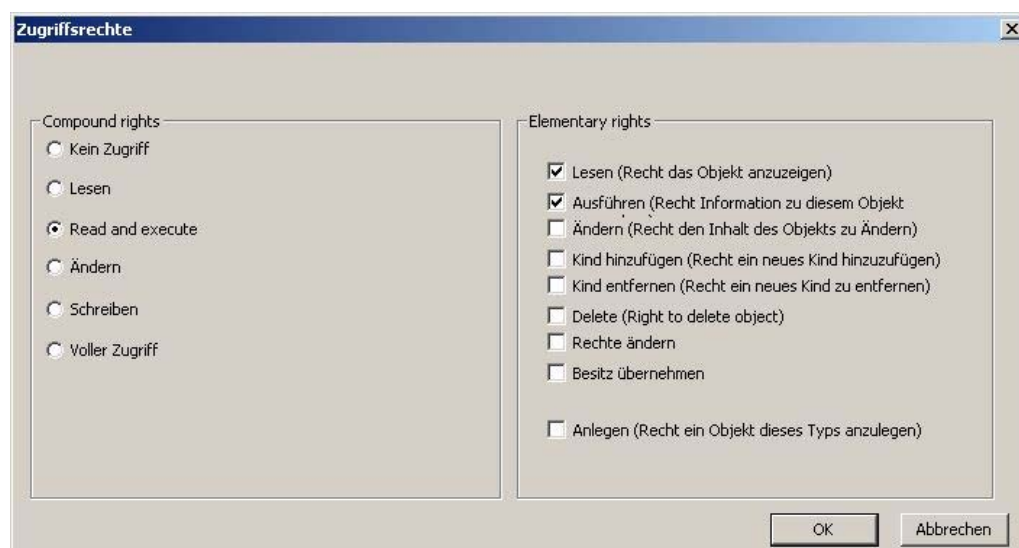 Zugriffsrechte
Compound rights
Kein Zugriff
Lesen
Read and execute
Ändern
Schreiben
Voller Zugriff
Elementary rights
Lesen (Recht das Objekt anzuzeigen)
Ausführen (Recht Information zu diesem Objekt
Ändern (Recht den Inhalt des Objekts zu Ändern)
Kind hinzufügen (Recht ein neues Kind hinzuzufügen)
Kind entfernen (Recht ein neues Kind zu entfernen)
Delete (Right to delete object)
Rechte ändern
Besitz übernehmen
Anlegen (Recht ein Objekt dieses Typs anzulegen)
OK
Abbrechen